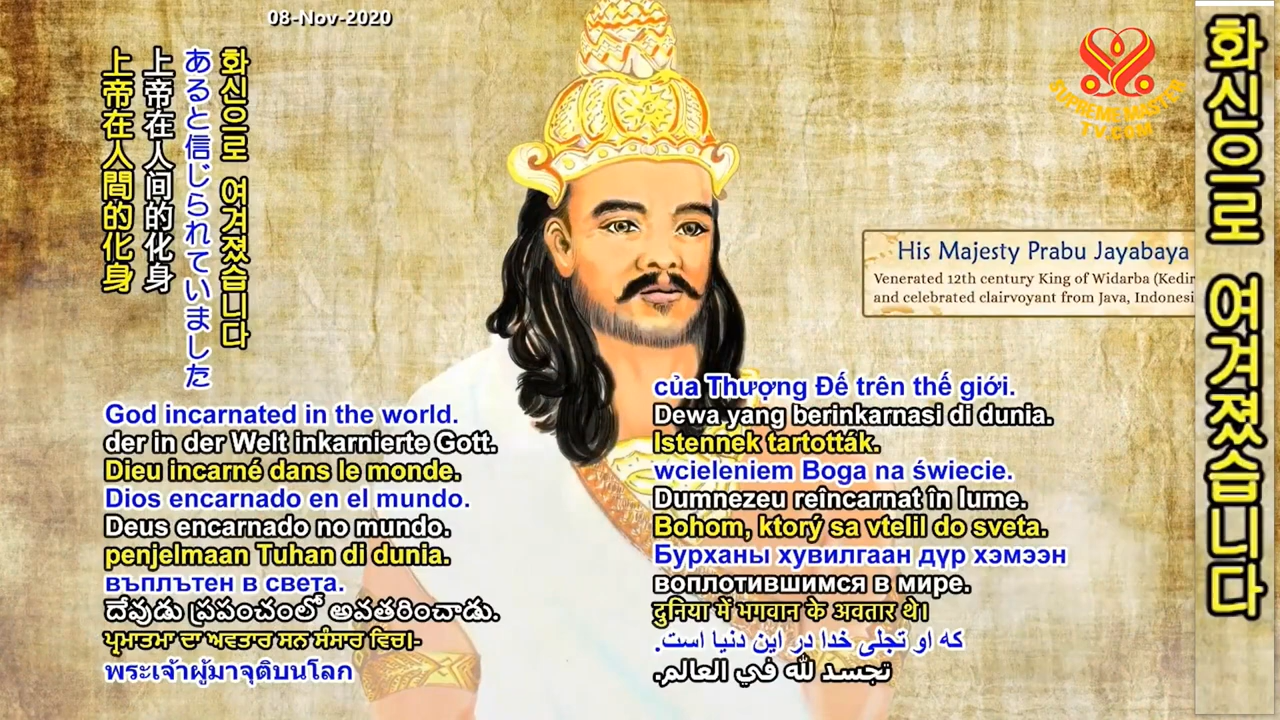 08-Nov-2020
SUPREME MASTER
TV.COM
화신으로 여겨졌습니다
あると信じられていました
上帝在人间的化身
上帝在人間的化身
화신으로 여겨졌습니다
His Majesty Prabu Jayabaya
Venerated 12th century King of Widarba (Kedir
and celebrated clairvoyant from Java, Indonesi
God incarnated in the world.
der in der Welt inkarnierte Gott.
Dieu incarné dans le monde.
Dios encarnado en el mundo.
Deus encarnado no mundo.
penjelmaan Tuhan di dunia.
въплътен в света.
దేవుడు ప్రపంచంలో అవతరించాడు.
ਪ੍ਰਮਾਤਮਾ ਦਾ ਅਵਤਾਰ ਸਨ ਸੰਸਾਰ ਵਿਚ।-
พระเจ้าผู้มาจุติบนโลก
của Thượng Đế trên thế giới.
Dewa yang berinkarnasi di dunia.
Istennek tartották.
wcieleniem Boga na świecie.
Dumnezeu reîncarnat în lume.
Bohom, ktorý sa vtelil do sveta.
Бурханы хувилгаан дүр хэмээн
воплотившимся в мире.
दुनिया में भगवान के अवतार थे।
که او تجلی خدا در این دنیا است.
تجسد لله في العالم.